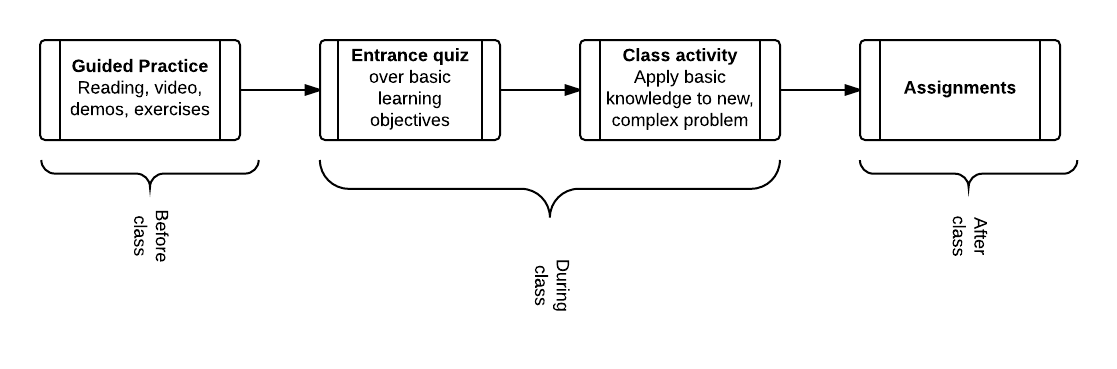 Guided Practice
Reading, video,
demos, exercises
Entrance quiz
over basic
learning
objectives
Class activity
Apply basic
knowledge to new,
complex problem
Assignments
Before
class
During
class
After
class